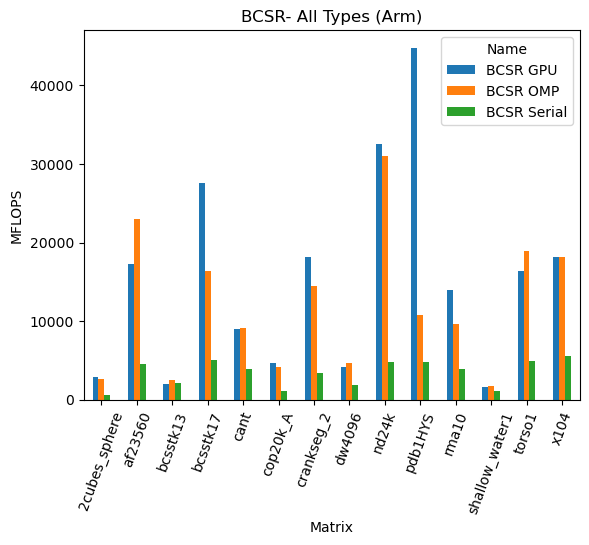 BCSR- All Types (Arm)
Name
BCSR GPU
BCSR OMP
BCSR Serial
MFLOPS
40000
30000
20000
10000
0
2cubes_sphere
af23560
bcsstk13
bcsstk17
cant
cop20k_A
crankseg_2
dw4096
nd24k
pdb1HYS
rma10
shallow_water1
torso1
x104
Matrix